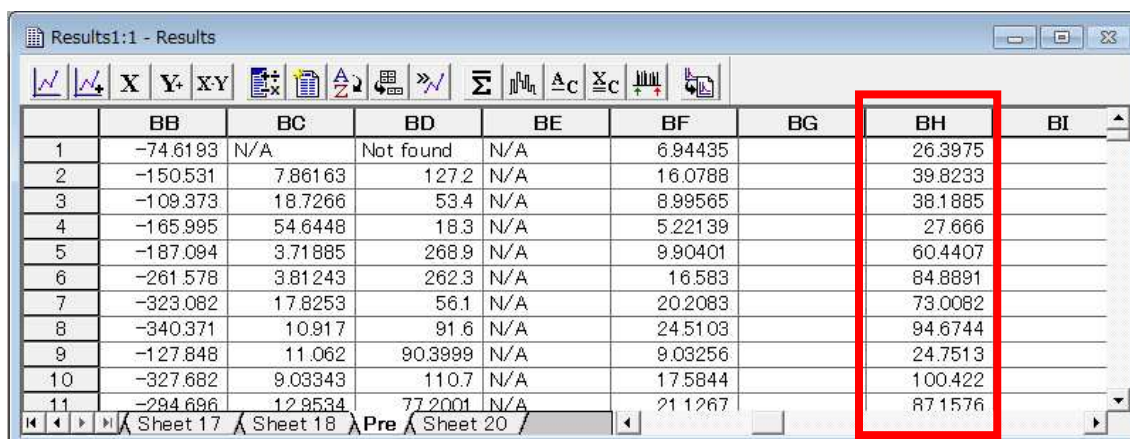 Results1:1 - Results
X Y+ X-Y A Z Σ A C X C
BB BC BD BE BF BG BH BI
1 -74.6193 N/A Not found N/A 6.94435 26.3975
2 -150.531 7.86163 127.2 N/A 16.0788 39.8233
3 -109.373 18.7266 53.4 N/A 8.99565 38.1885
4 -165.995 54.6448 18.3 N/A 5.22139 27.666
5 -187.094 3.71885 268.9 N/A 9.90401 60.4407
6 -261.578 3.81243 262.3 N/A 16.583 84.8891
7 -323.082 17.8253 56.1 N/A 20.2083 73.0082
8 -340.371 10.917 91.6 N/A 24.5103 94.6744
9 -127.848 11.062 90.3999 N/A 9.03256 24.7513
10 -327.682 9.03343 110.7 N/A 17.5844 100.422
11 -294.696 12.9534 77.2001 N/A 21.1267 87.1576
Sheet 17 Sheet 18 Pre Sheet 20